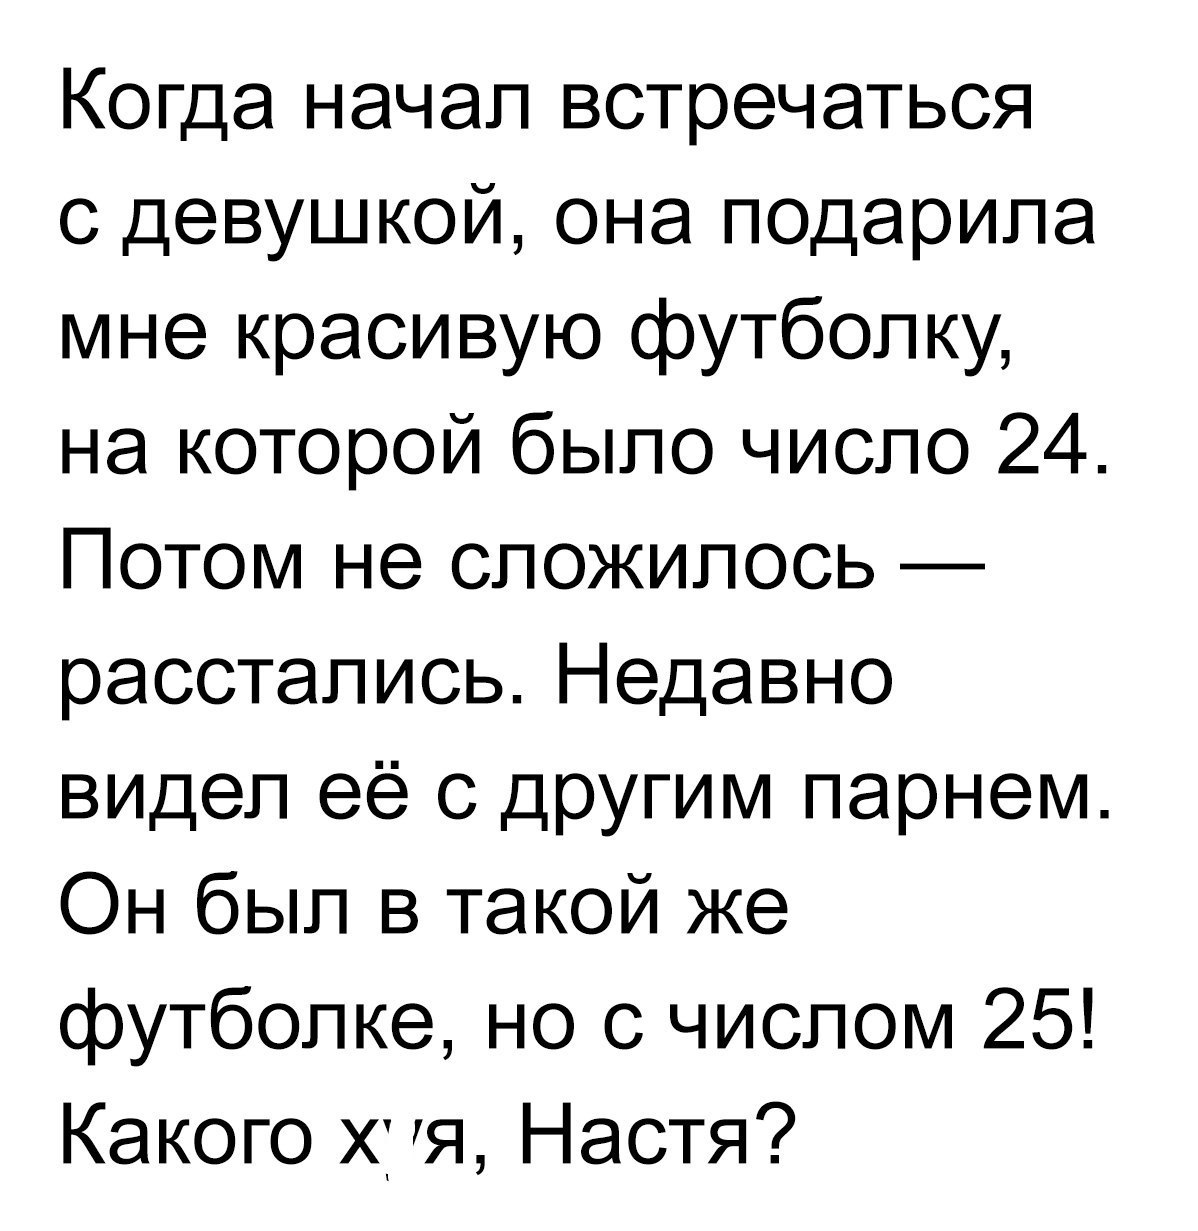 Когда начал встречаться
с девушкой, она подарила
мне красивую футболку,
на которой было число 24.
Потом не сложилось —
расстались. Недавно
видел её с другим парнем.
Он был в такой же
футболке, но с числом 25!
Какого хуя, Настя?